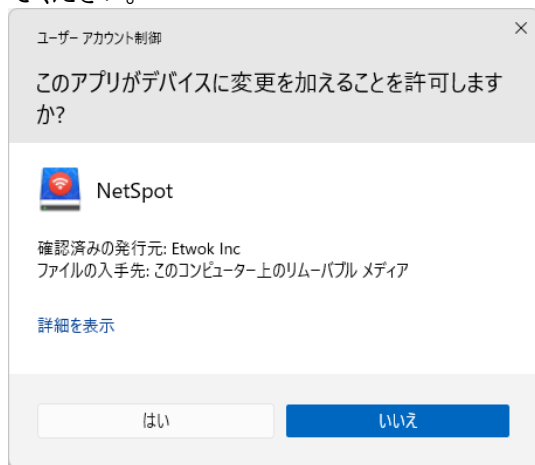 ください。
ユーザー アカウント制御
このアプリがデバイスに変更を加えることを許可します
か?
NetSpot
確認済みの発行元: Etwok Inc
ファイルの入手先: このコンピューター上のリムーバブル メディア
詳細を表示
はい
いいえ